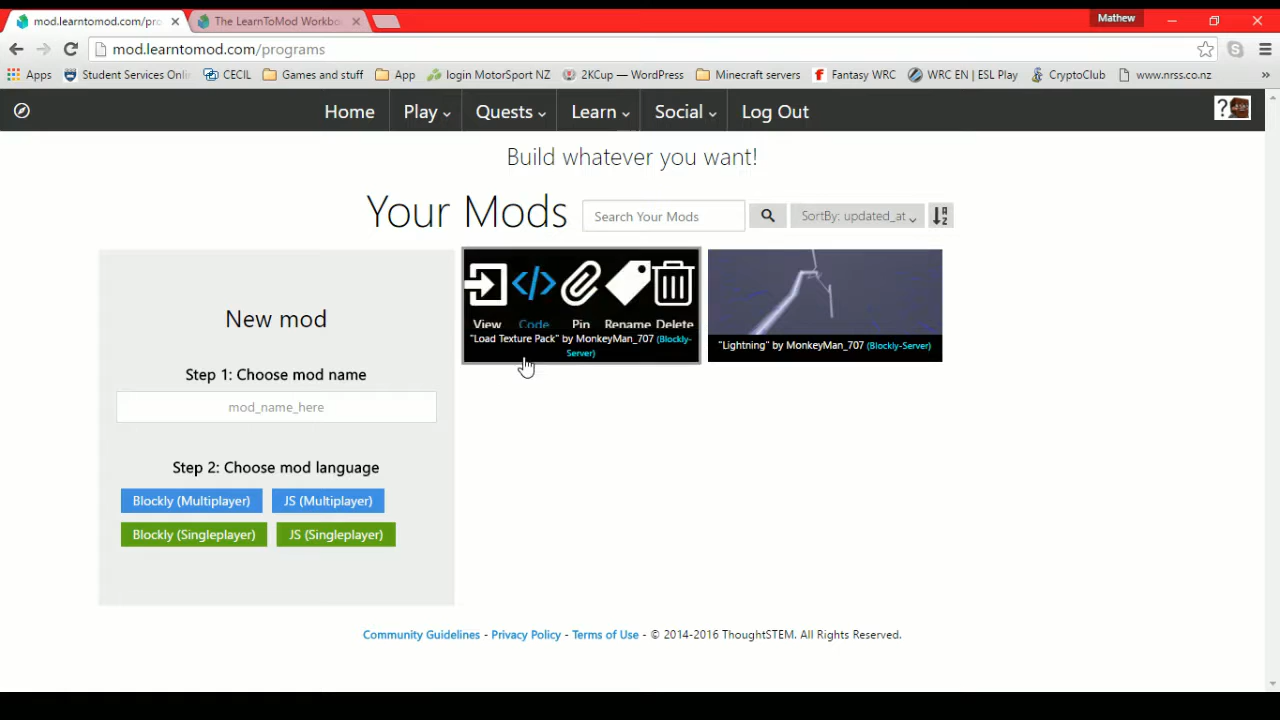 mod.learntomod.com/pro
The LearnToMod Workbo
Mathew
mod.learntomod.com/programs
Apps
Student Services Onli
CECIL
Games and stuff
App
login MotorSport NZ
2KCup — WordPress
Minecraft servers
Fantasy WRC
WRC EN | ESL Play
CryptoClub
www.nrss.co.nz
»
Home
Play
Quests
Learn
Social
Log Out
Build whatever you want!
Your Mods
Search Your Mods
SortBy: updated_at
New mod
Step 1: Choose mod name
mod_name_here
Step 2: Choose mod language
Blockly (Multiplayer)
JS (Multiplayer)
Blockly (Singleplayer)
JS (Singleplayer)
View
Code
Pin
Rename
Delete
"Load Texture Pack" by MonkeyMan_707 (Blockly-
Server)
"Lightning" by MonkeyMan_707 (Blockly-Server)
Community Guidelines - Privacy Policy - Terms of Use - © 2014-2016 ThoughtSTEM. All Rights Reserved.